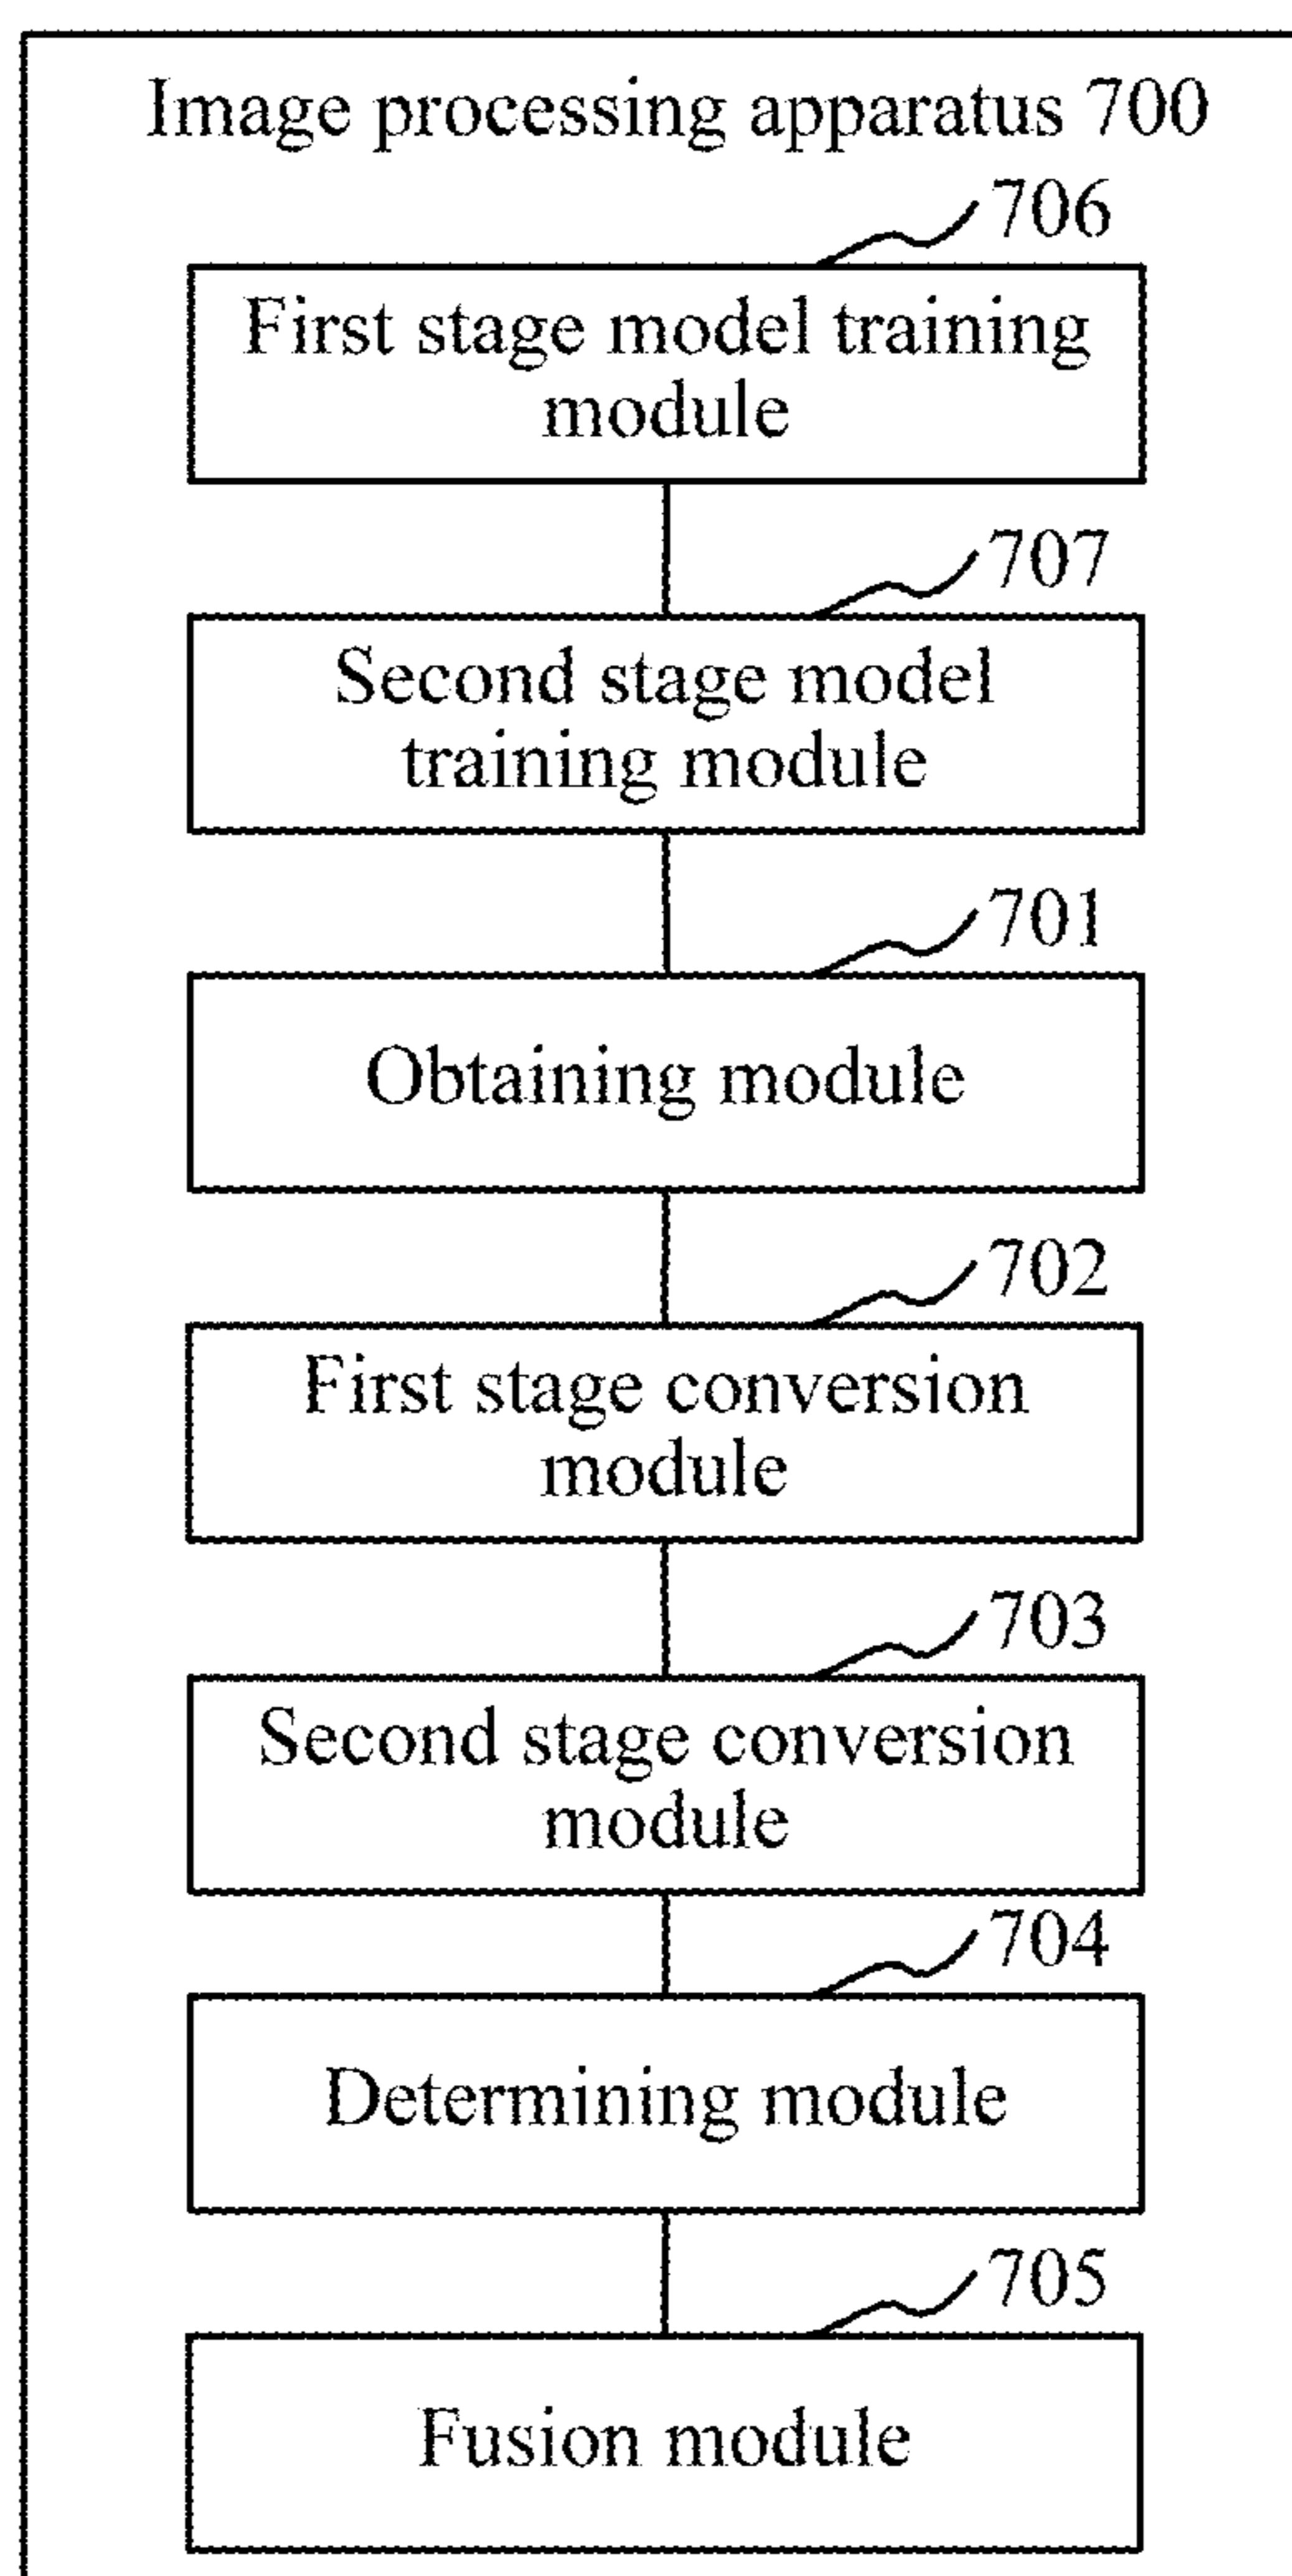 Image processing apparatus 700
706
First stage model training
module
707
Second stage model
training module
701
Obtaining module
702
First stage conversion
module
703
Second stage conversion
module
704
Determining module
705
Fusion module